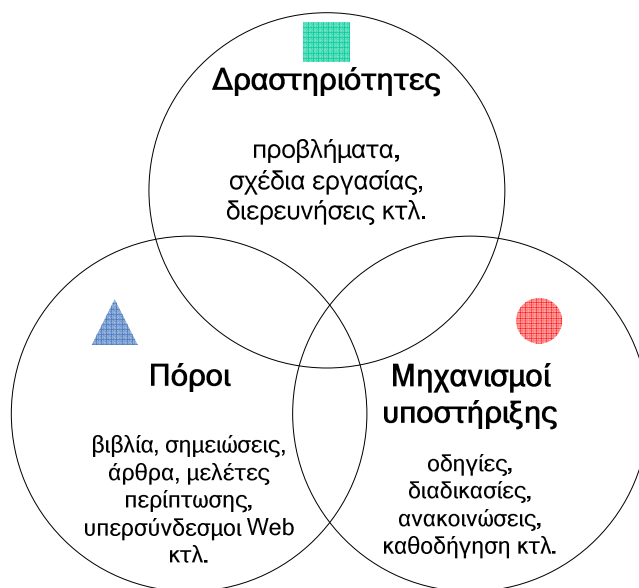 Δραστηριότητες
προβλήματα,
σχέδια εργασίας,
διερευνήσεις κτλ.
Πόροι
βιβλία, σημειώσεις,
άρθρα, μελέτες
περίπτωσης,
υπερσύνδεσμοι Web
κτλ.
Μηχανισμοί
υποστήριξης
οδηγίες,
διαδικασίες,
ανακοινώσεις,
καθοδήγηση κτλ.